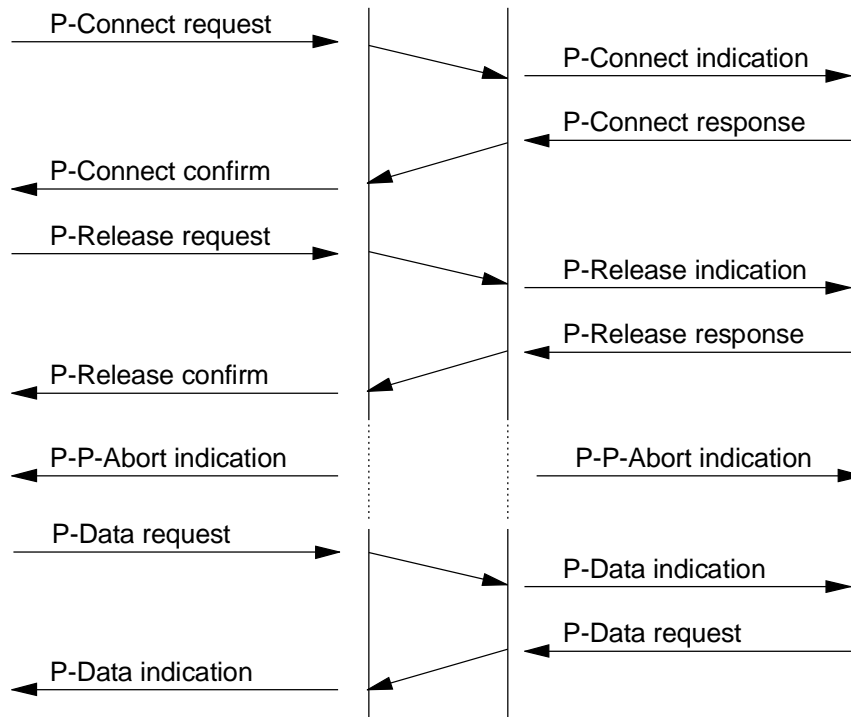 P-Connect request
P-Connect indication
P-Connect response
P-Connect confirm
P-Release request
P-Release indication
P-Release response
P-Release confirm
P-P-Abort indication
P-P-Abort indication
P-Data request
P-Data indication
P-Data request
P-Data indication